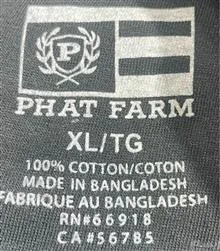 P
PHAT FARM
XL/TG
100% COTTON/COTON
MADE IN BANGLADESH
FABRIQUE AU BANGLADESH
RN#66918
CA#56785